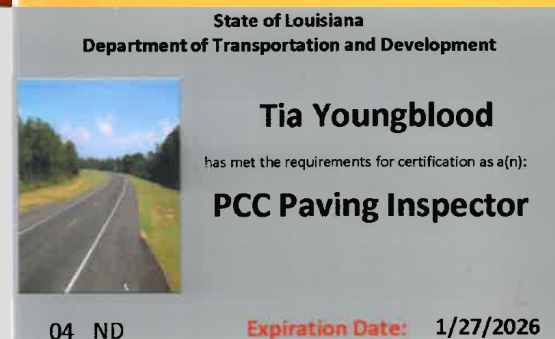 State of Louisiana
Department of Transportation and Development
Tia Youngblood
has met the requirements for certification as a(n):
PCC Paving Inspector
04 ND Expiration Date: 1/27/2026